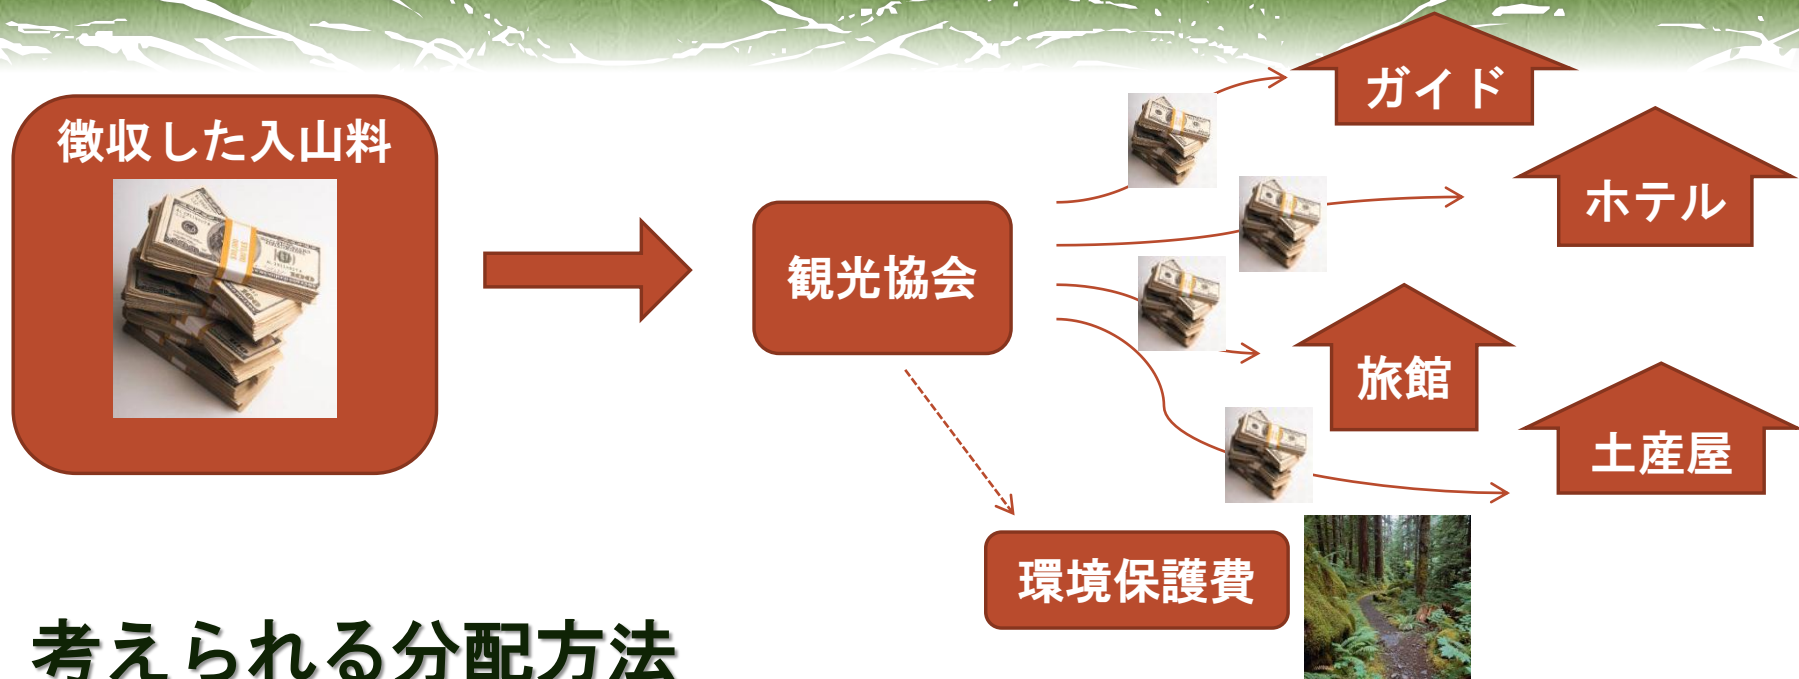 徴収した入山料
観光協会
ガイド
ホテル
旅館
土産屋
環境保護費
考えられる分配方法